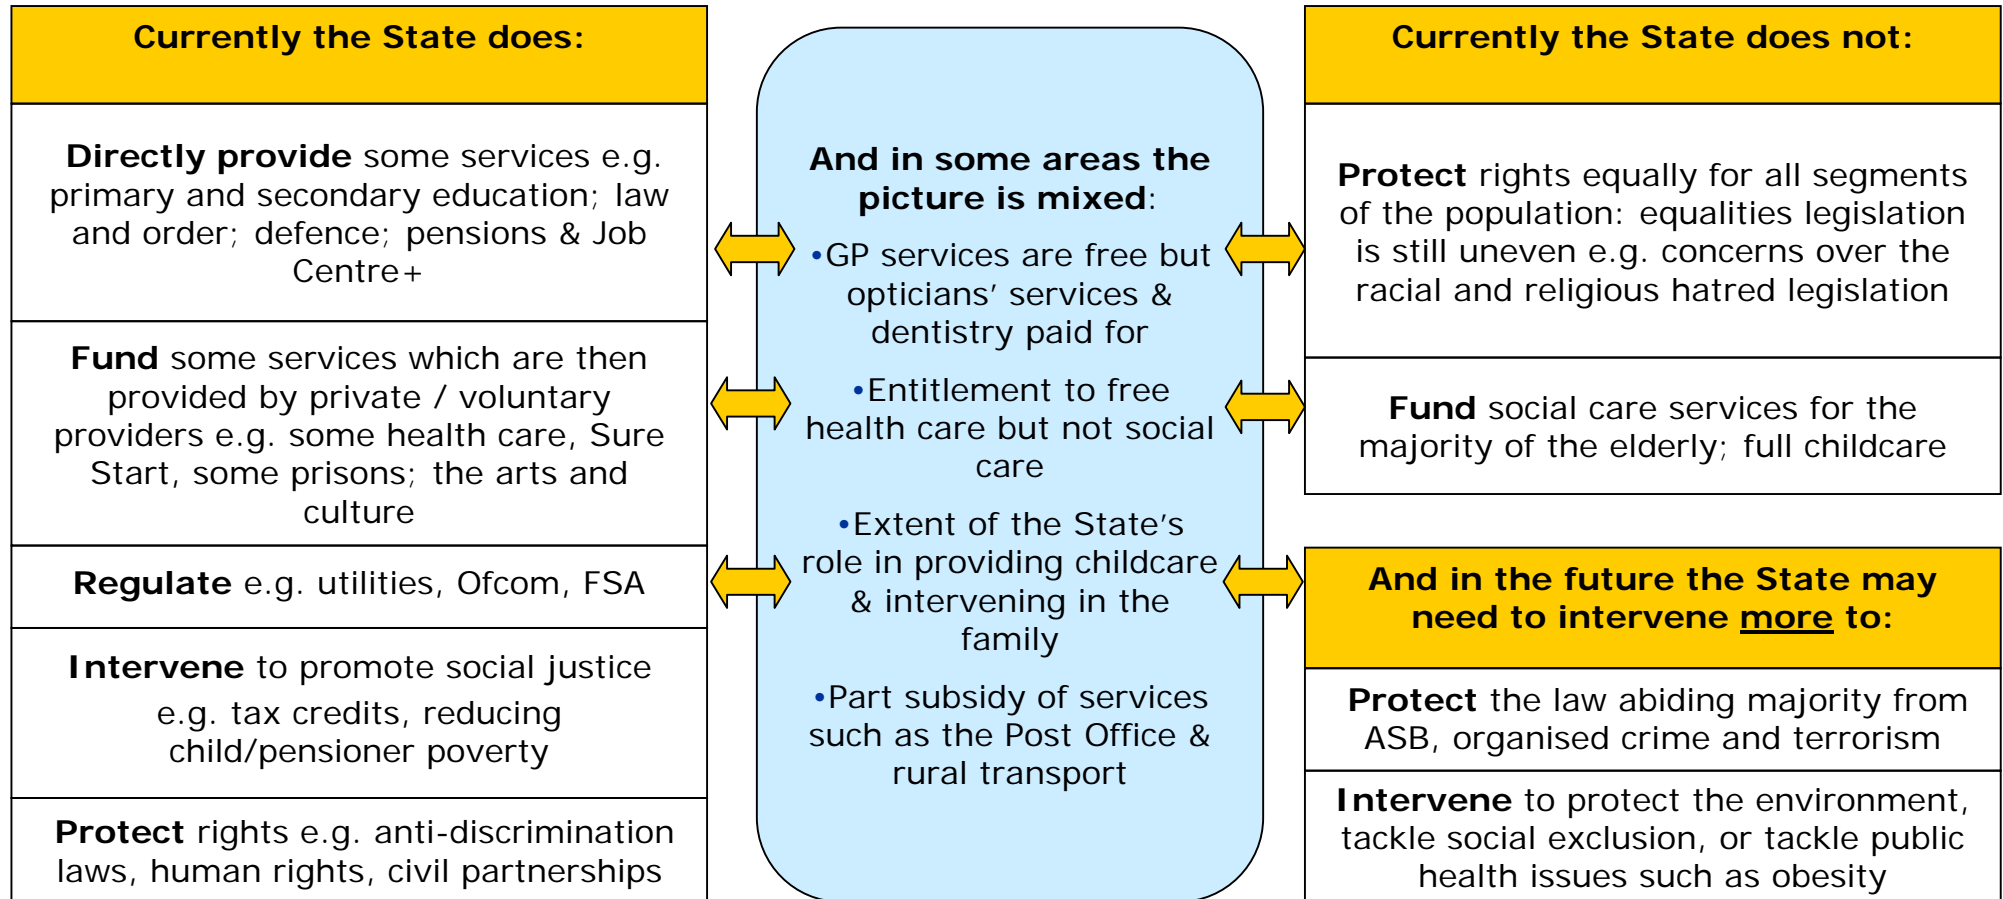 Currently the State does:
Directly provide some services e.g.
primary and secondary education; law
and order; defence; pensions & Job
Centre+
Fund some services which are then
provided by private / voluntary
providers e.g. some health care, Sure
Start, some prisons; the arts and
culture
Regulate e.g. utilities, Ofcom, FSA
Intervene to promote social justice
e.g. tax credits, reducing
child/pensioner poverty
Protect rights e.g. anti-discrimination
laws, human rights, civil partnerships
And in some areas the
picture is mixed:
•GP services are free but
opticians’ services &
dentistry paid for
•Entitlement to free
health care but not social
care
•Extent of the State’s
role in providing childcare
& intervening in the
family
•Part subsidy of services
such as the Post Office &
rural transport
Currently the State does not:
Protect rights equally for all segments
of the population: equalities legislation
is still uneven e.g. concerns over the
racial and religious hatred legislation
Fund social care services for the
majority of the elderly; full childcare
And in the future the State may
need to intervene more to:
Protect the law abiding majority from
ASB, organised crime and terrorism
Intervene to protect the environment,
tackle social exclusion, or tackle public
health issues such as obesity